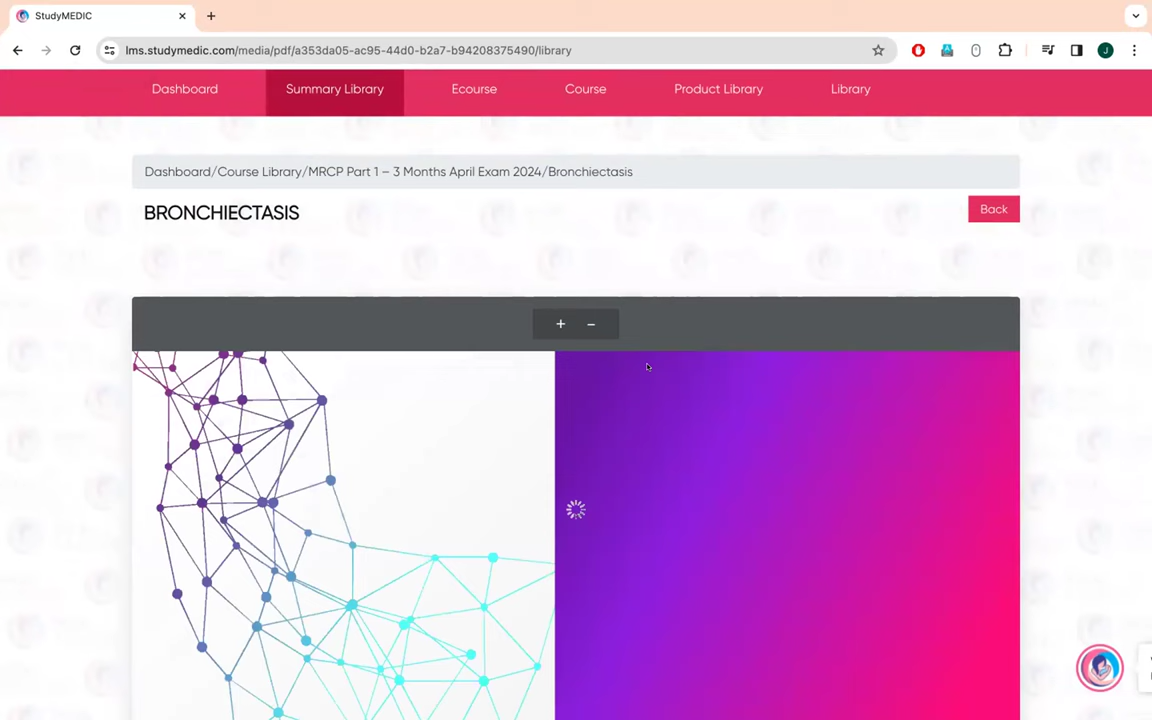 StudyMEDIC
lms.studymedic.com/media/pdf/a353da05-ac95-44d0-b2a7-b94208375490/library
J
Dashboard
Summary Library
Ecourse
Course
Product Library
Library
Dashboard/Course Library/MRCP Part 1 – 3 Months April Exam 2024/Bronchiectasis
BRONCHIECTASIS
Back
+ −